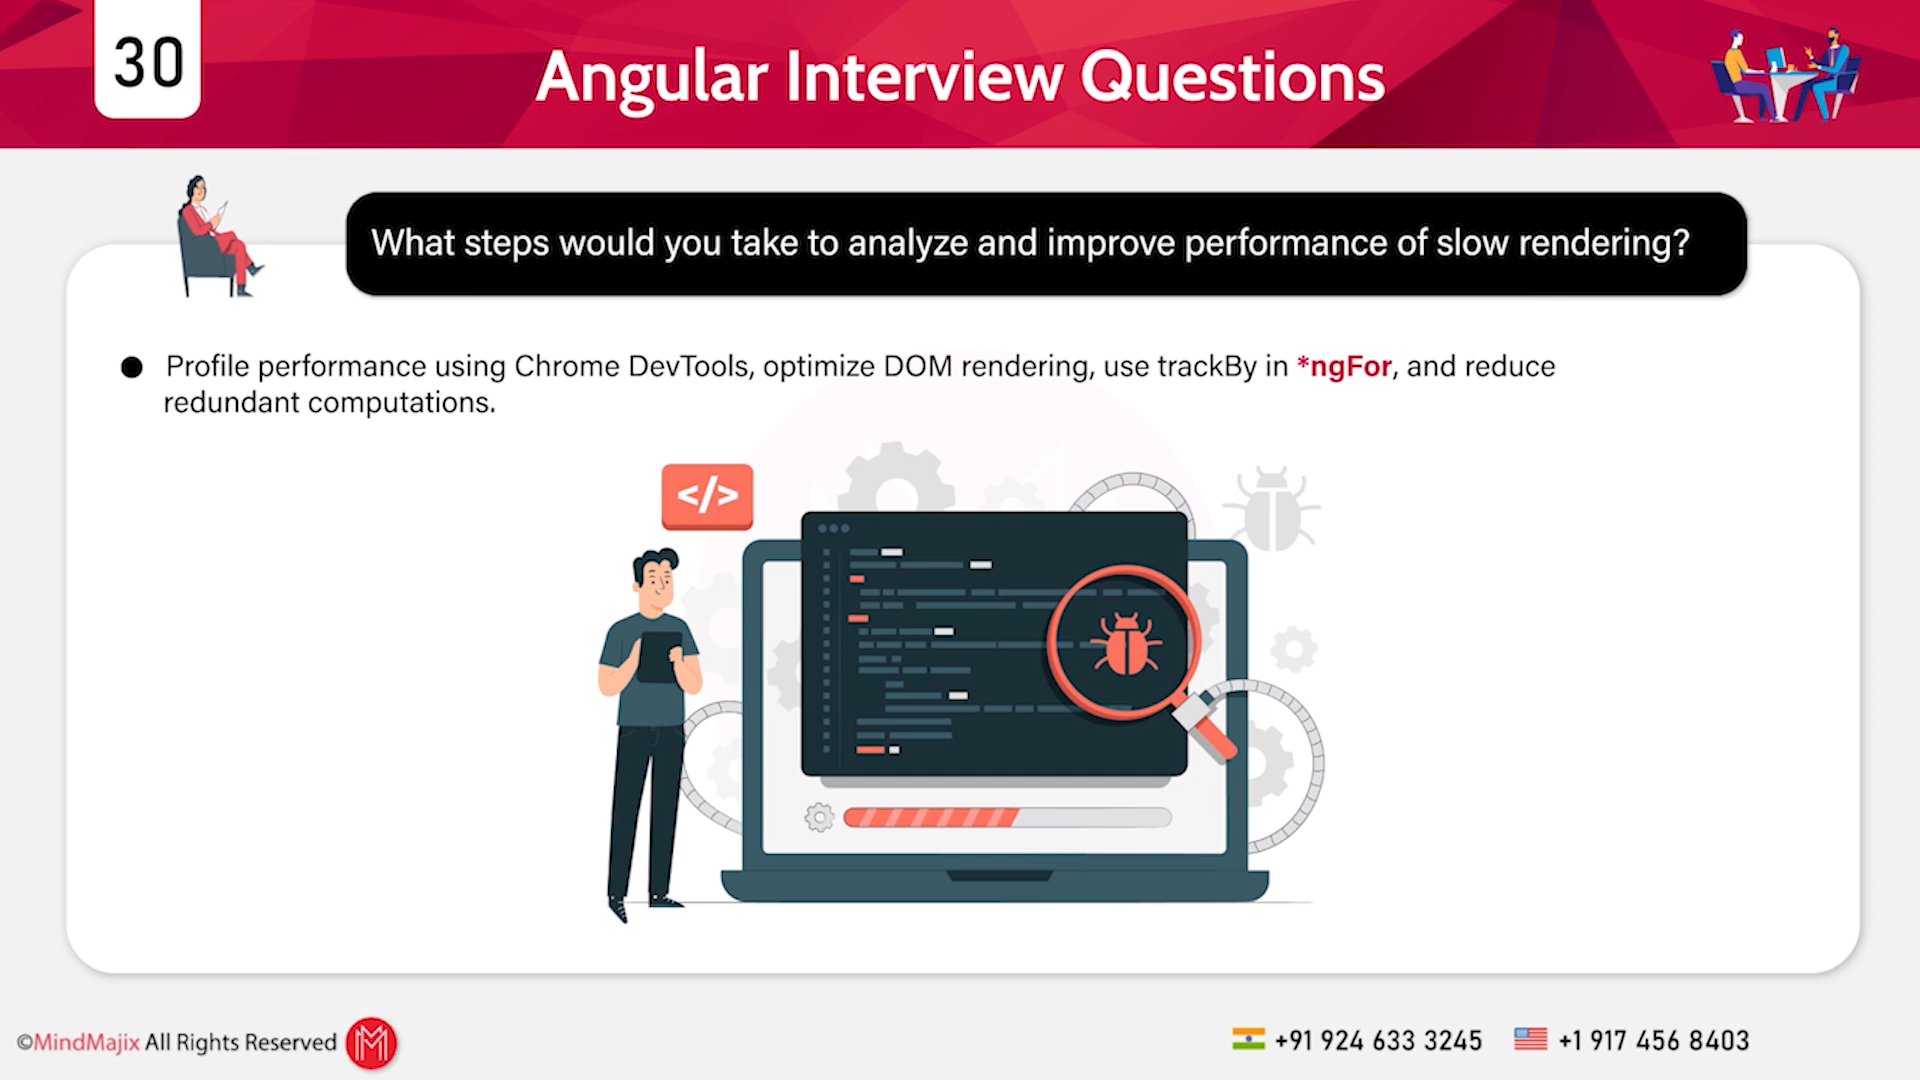 30
Angular Interview Questions
What steps would you take to analyze and improve performance of slow rendering?
● Profile performance using Chrome DevTools, optimize DOM rendering, use trackBy in *ngFor, and reduce
redundant computations.
</>
©MindMajix All Rights Reserved
+91 924 633 3245
+1 917 456 8403